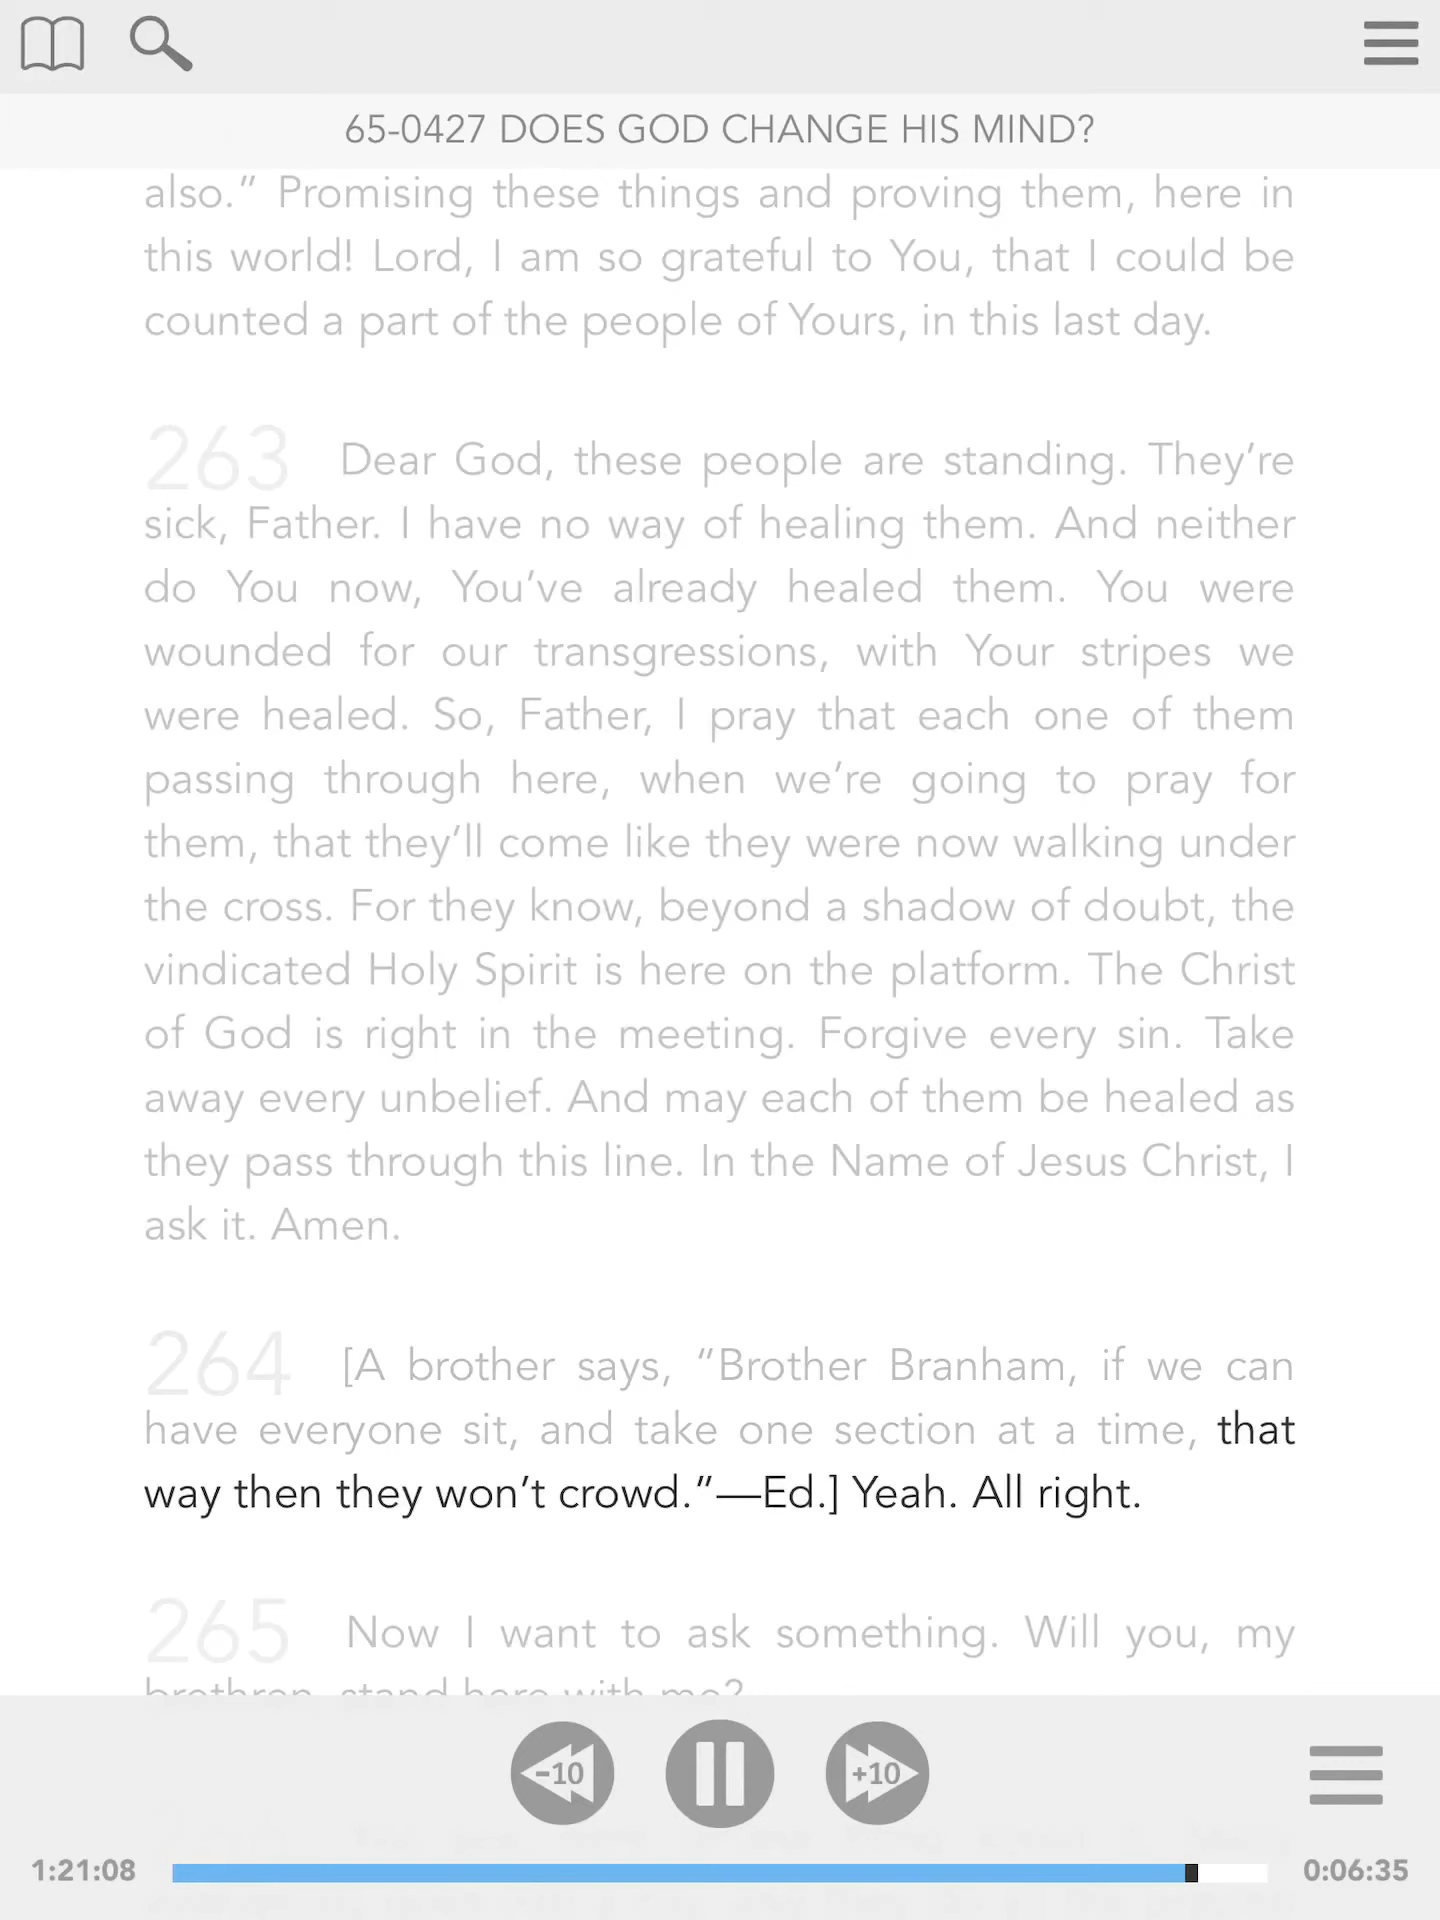 65-0427 DOES GOD CHANGE HIS MIND?
also.” Promising these things and proving them, here in
this world! Lord, I am so grateful to You, that I could be
counted a part of the people of Yours, in this last day.
263 Dear God, these people are standing. They’re
sick, Father. I have no way of healing them. And neither
do You now, You’ve already healed them. You were
wounded for our transgressions, with Your stripes we
were healed. So, Father, I pray that each one of them
passing through here, when we’re going to pray for
them, that they’ll come like they were now walking under
the cross. For they know, beyond a shadow of doubt, the
vindicated Holy Spirit is here on the platform. The Christ
of God is right in the meeting. Forgive every sin. Take
away every unbelief. And may each of them be healed as
they pass through this line. In the Name of Jesus Christ, I
ask it. Amen.
264 [A brother says, “Brother Branham, if we can
have everyone sit, and take one section at a time, that
way then they won’t crowd.”—Ed.] Yeah. All right.
265 Now I want to ask something. Will you, my
brethren, stand here with me?
-10 +10
1:21:08 0:06:35